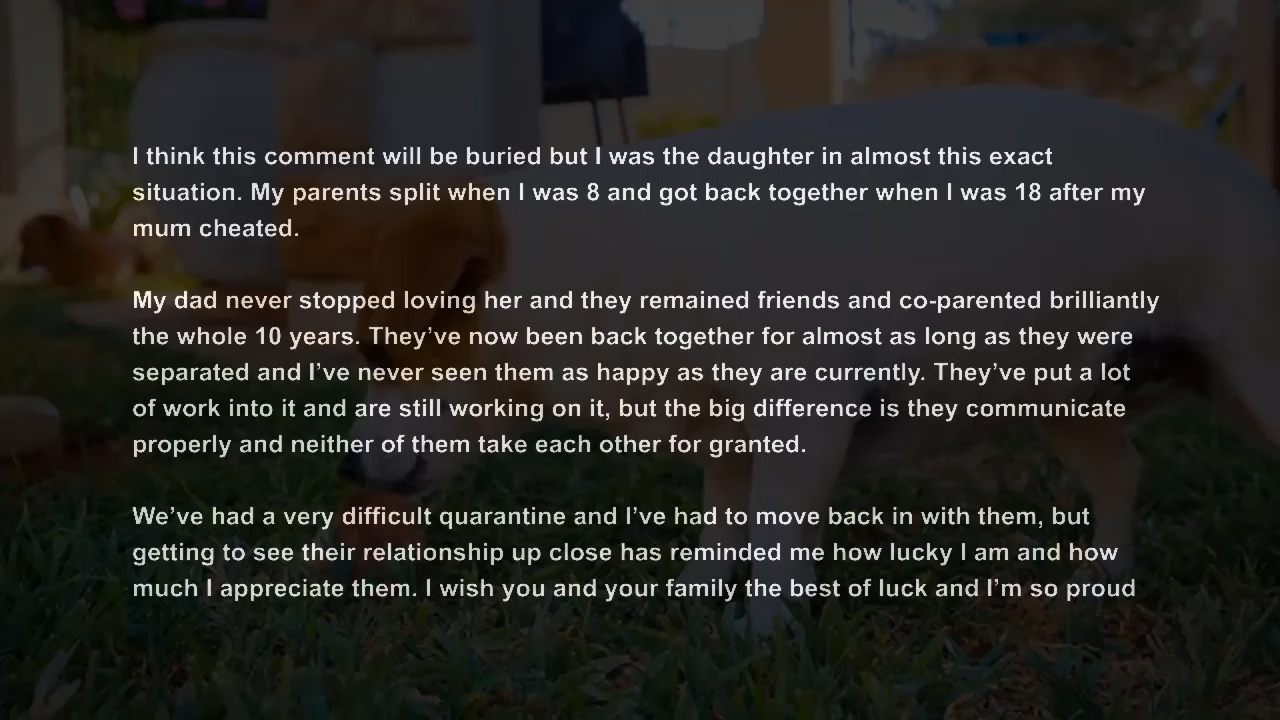 I think this comment will be buried but I was the daughter in almost this exact
situation. My parents split when I was 8 and got back together when I was 18 after my
mum cheated.
My dad never stopped loving her and they remained friends and co-parented brilliantly
the whole 10 years. They’ve now been back together for almost as long as they were
separated and I’ve never seen them as happy as they are currently. They’ve put a lot
of work into it and are still working on it, but the big difference is they communicate
properly and neither of them take each other for granted.
We’ve had a very difficult quarantine and I’ve had to move back in with them, but
getting to see their relationship up close has reminded me how lucky I am and how
much I appreciate them. I wish you and your family the best of luck and I’m so proud